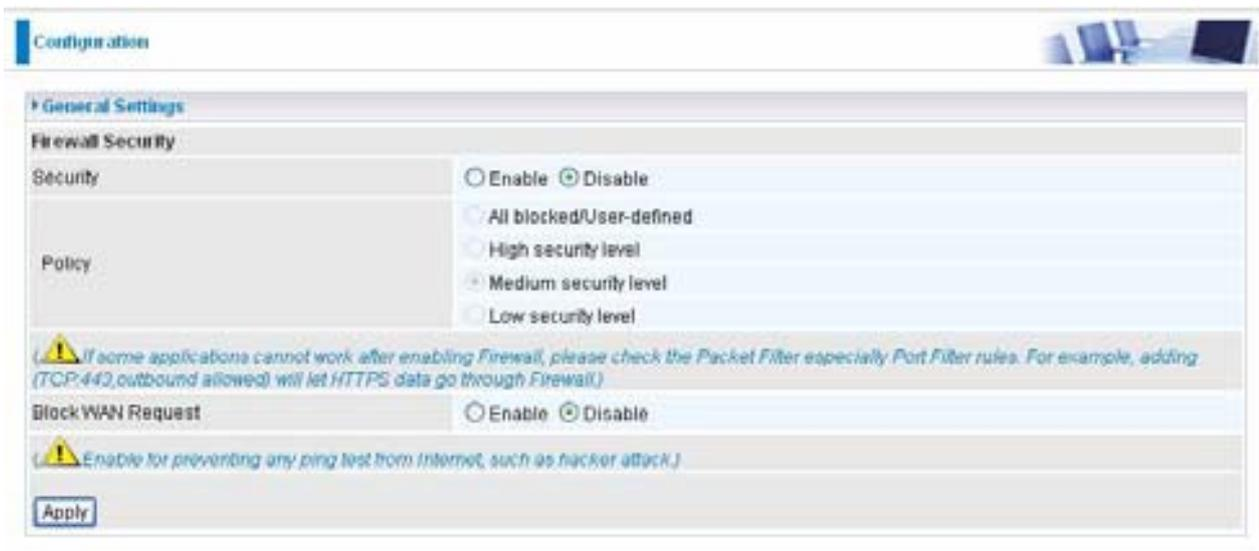 Configuration
General Settings
Firewall Security
Security
Enable Disable
Policy
All blocked/User-defined
High security level
Medium security level
Low security level
(If some applications cannot work after enabling Firewall, please check the Packet Filter especially Port Filter rules. For example, adding
(TCP:443,outbound allowed) will let HTTPS data go through Firewall.)
Block WAN Request
Enable Disable
(Enable for preventing any ping test from Internet, such as hacker attack.)
Apply